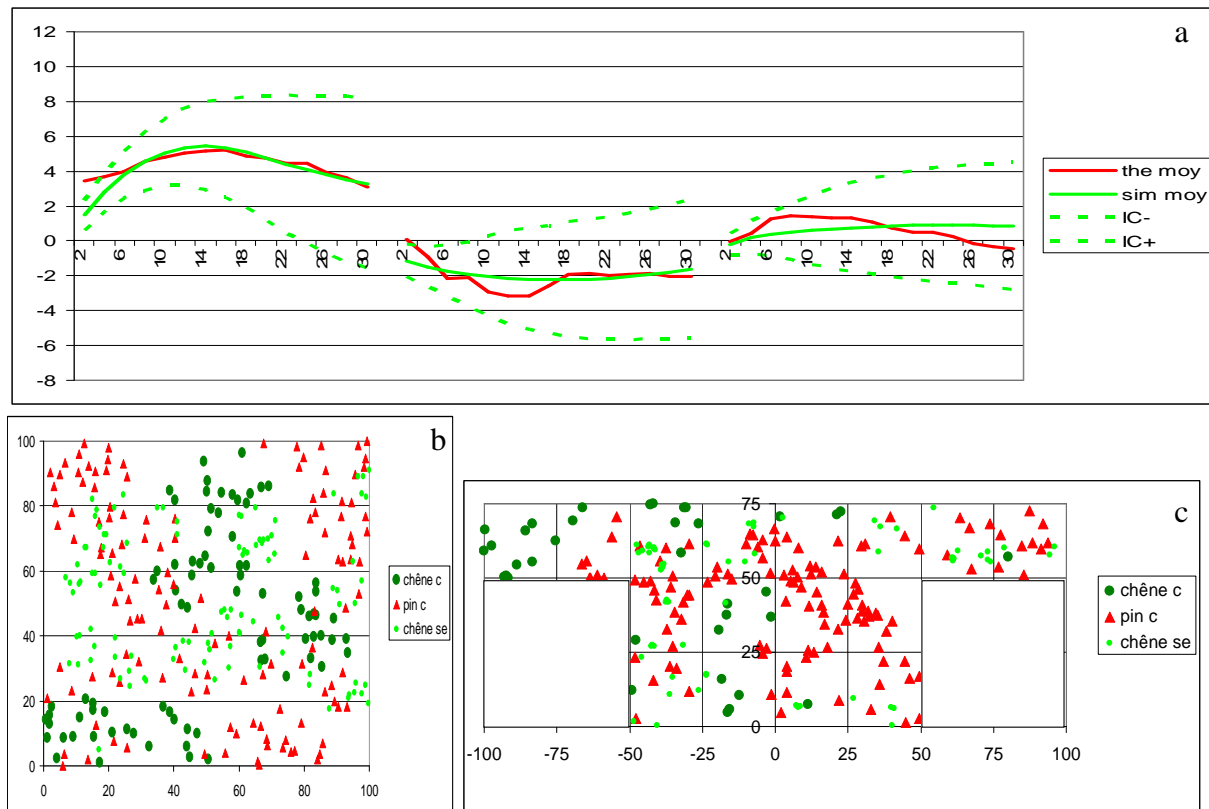 a
12
10
8
6
4
2
0
-2
-4
-6
-8
2 6 10 14 18 22 26 30 2 6 10 14 18 22 26 30 2 6 10 14 18 22 26 30
the moy
sim moy
IC-
IC+
b
100
80
60
40
20
0
0 20 40 60 80 100
chêne c
pin c
chêne se
c
75
50
25
0
-100 -75 -50 -25 0 25 50 75 100
chêne c
pin c
chêne se